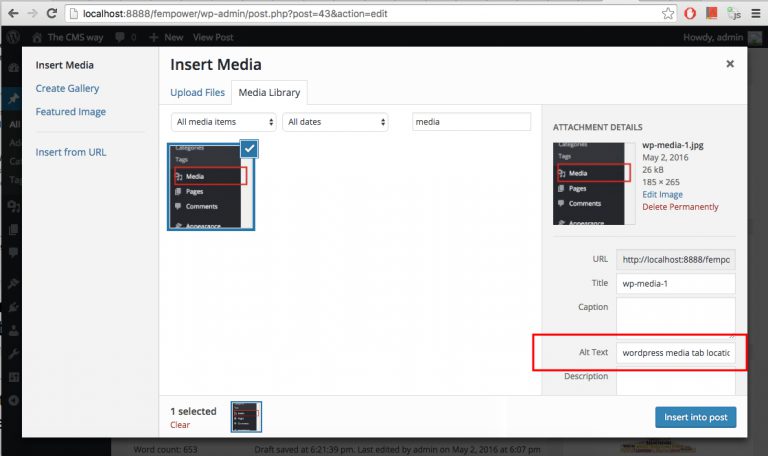 localhost:8888/fempower/wp-admin/post.php?post=43&action=edit
The CMS way 0 New View Post Howdy, admin
Insert Media
Create Gallery
Featured Image
Insert from URL
Insert Media
Upload Files Media Library
All media items All dates media
Categories
Tags
Media
Pages
Comments
Appearance
ATTACHMENT DETAILS
Tags
Media
Pages
Comments
Appearance
wp-media-1.jpg
May 2, 2016
26 kB
185 × 265
Edit Image
Delete Permanently
URL http://localhost:8888/fempo
Title wp-media-1
Caption
Alt Text wordpress media tab locatio
Description
1 selected
Clear
Insert into post
Word count: 653 Draft saved at 6:21:39 pm. Last edited by admin on May 2, 2016 at 6:07 pm